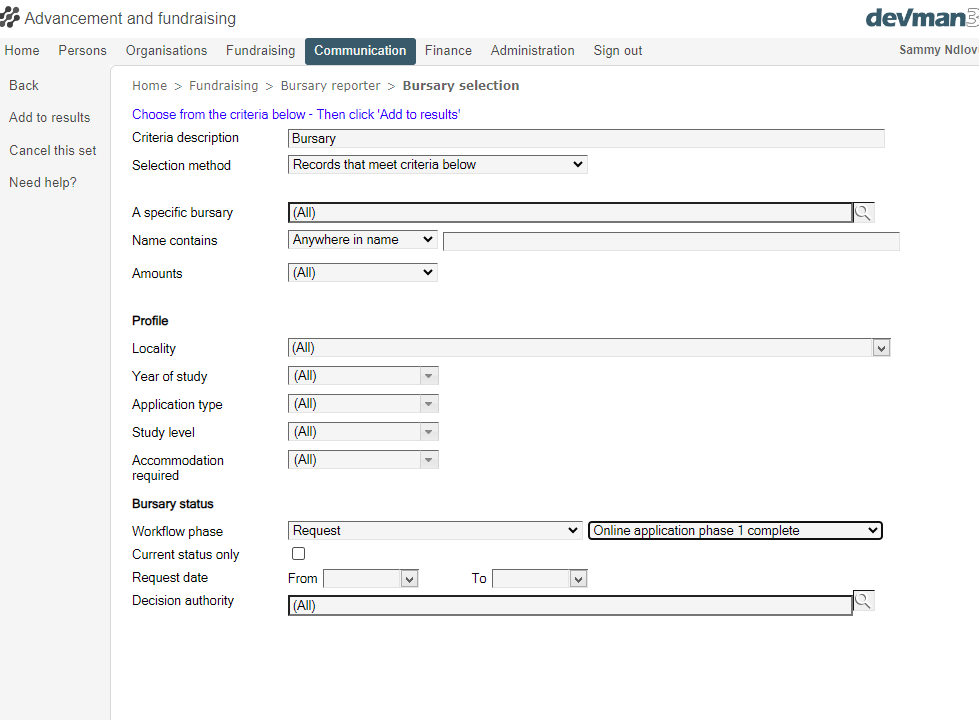 Advancement and fundraising
devman3
Home Persons Organisations Fundraising Communication Finance Administration Sign out Sammy Ndlov
Back
Add to results
Cancel this set
Need help?
Home > Fundraising > Bursary reporter > Bursary selection
Choose from the criteria below - Then click 'Add to results'
Criteria description Bursary
Selection method Records that meet criteria below
A specific bursary (All)
Name contains Anywhere in name
Amounts (All)
Profile
Locality (All)
Year of study (All)
Application type (All)
Study level (All)
Accommodation required (All)
Bursary status
Workflow phase Request Online application phase 1 complete
Current status only
Request date From To
Decision authority (All)